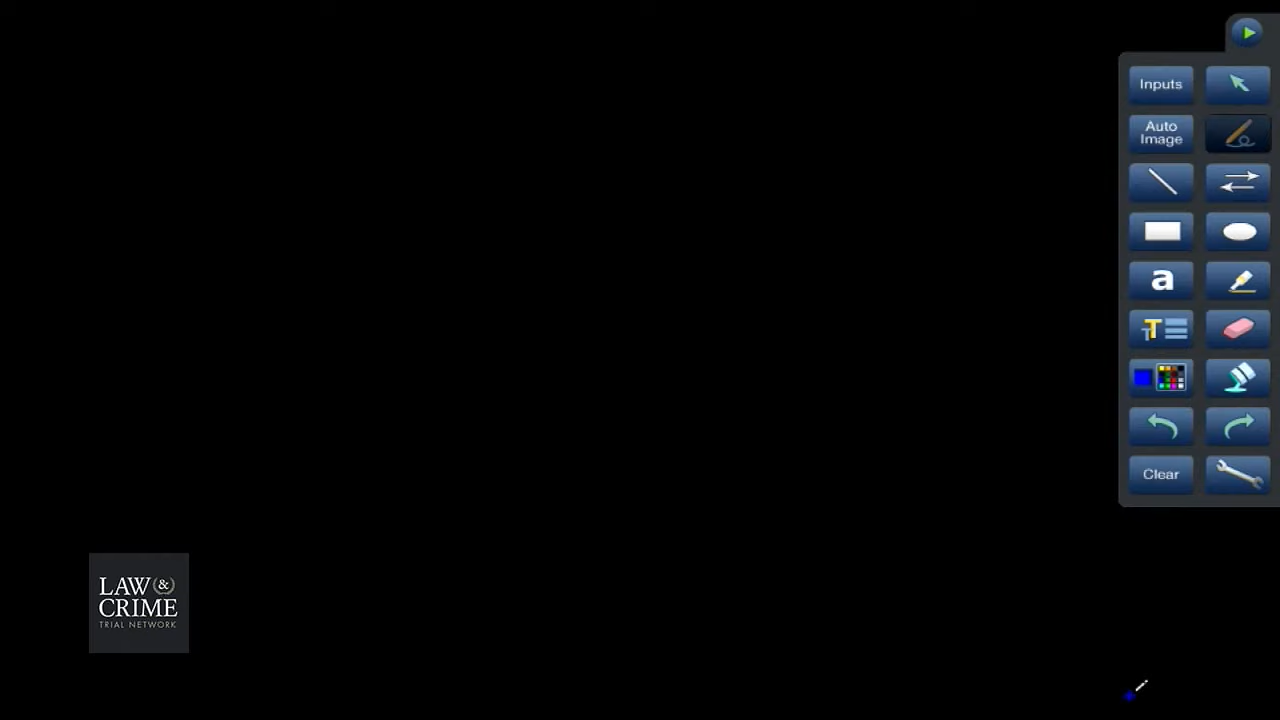 Inputs
Auto
Image
a
T T
Clear
LAW &
CRIME
TRIAL NETWORK